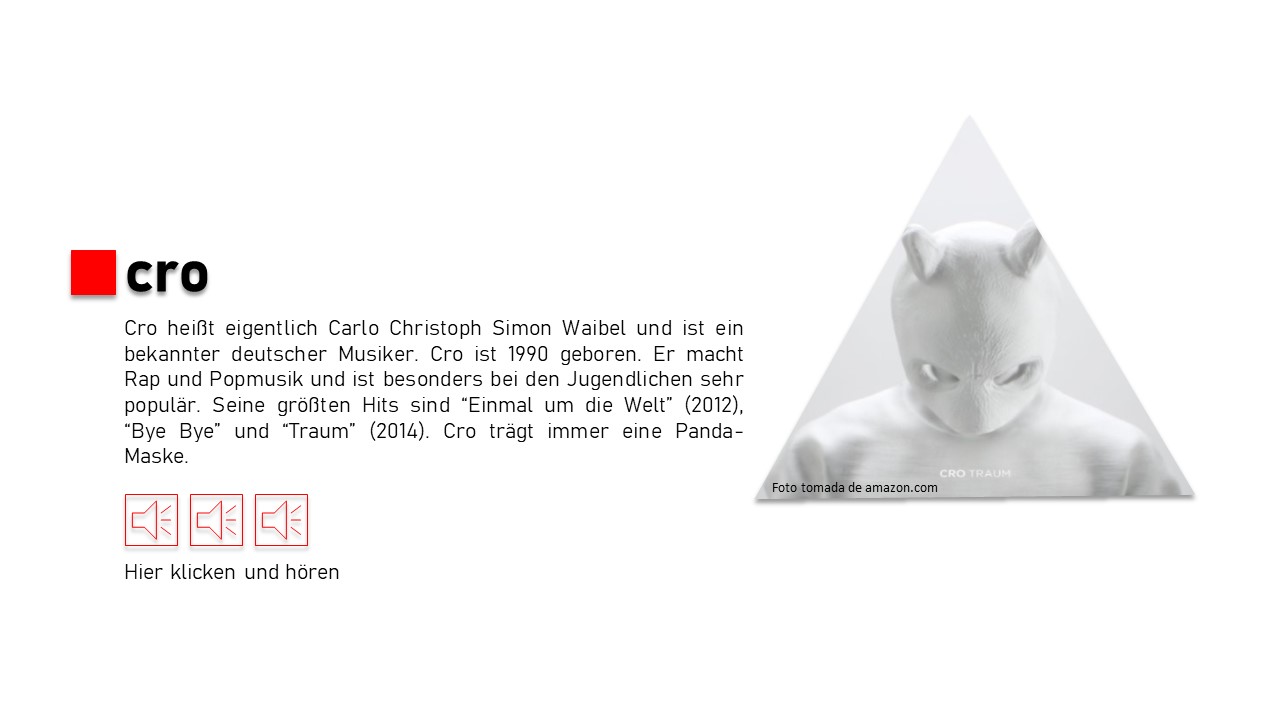 cro
Cro heißt eigentlich Carlo Christoph Simon Waibel und ist ein
bekannter deutscher Musiker. Cro ist 1990 geboren. Er macht
Rap und Popmusik und ist besonders bei den Jugendlichen sehr
populär. Seine größten Hits sind “Einmal um die Welt” (2012),
“Bye Bye” und “Traum” (2014). Cro trägt immer eine Panda-
Maske.
Hier klicken und hören
CRO TRAUM
Foto tomada de amazon.com